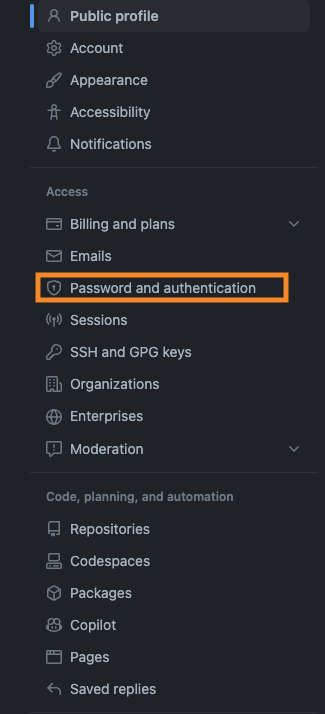 Public profile
Account
Appearance
Accessibility
Notifications
Access
Billing and plans
Emails
Password and authentication
Sessions
SSH and GPG keys
Organizations
Enterprises
Moderation
Code, planning, and automation
Repositories
Codespaces
Packages
Copilot
Pages
Saved replies